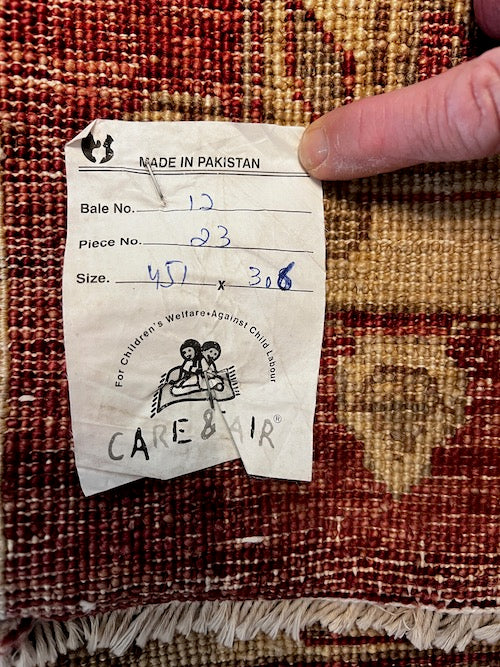 MADE IN PAKISTAN
Bale No. 12
Piece No. 23
Size. 451 x 306
For Children's Welfare•Against Child Labour
CARE & FAIR®